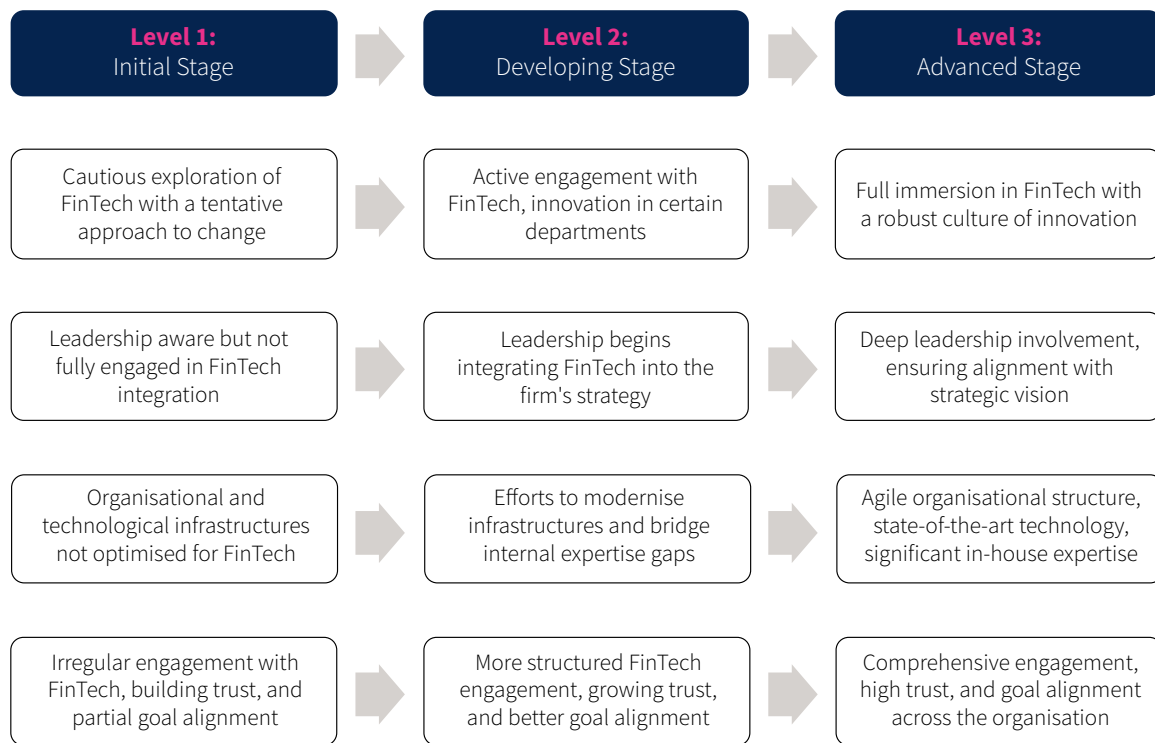 Level 1:
Initial Stage
Level 2:
Developing Stage
Level 3:
Advanced Stage
Cautious exploration of
FinTech with a tentative
approach to change
Active engagement with
FinTech, innovation in certain
departments
Full immersion in FinTech with
a robust culture of innovation
Leadership aware but not
fully engaged in FinTech
integration
Leadership begins
integrating FinTech into the
firm's strategy
Deep leadership involvement,
ensuring alignment with
strategic vision
Organisational and
technological infrastructures
not optimised for FinTech
Efforts to modernise
infrastructures and bridge
internal expertise gaps
Agile organisational structure,
state-of-the-art technology,
significant in-house expertise
Irregular engagement with
FinTech, building trust, and
partial goal alignment
More structured FinTech
engagement, growing trust,
and better goal alignment
Comprehensive engagement,
high trust, and goal alignment
across the organisation